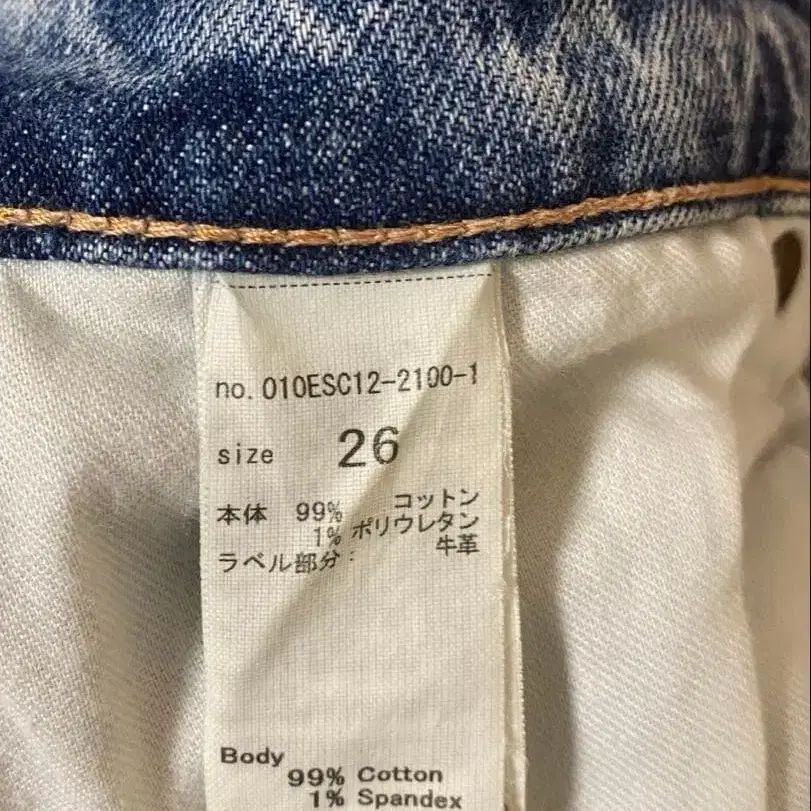 no. 010ESC12-2100-1
size 26
本体 99% コットン
1% ポリウレタン
ラベル部分: 牛革
Body
99% Cotton
1% Spandex